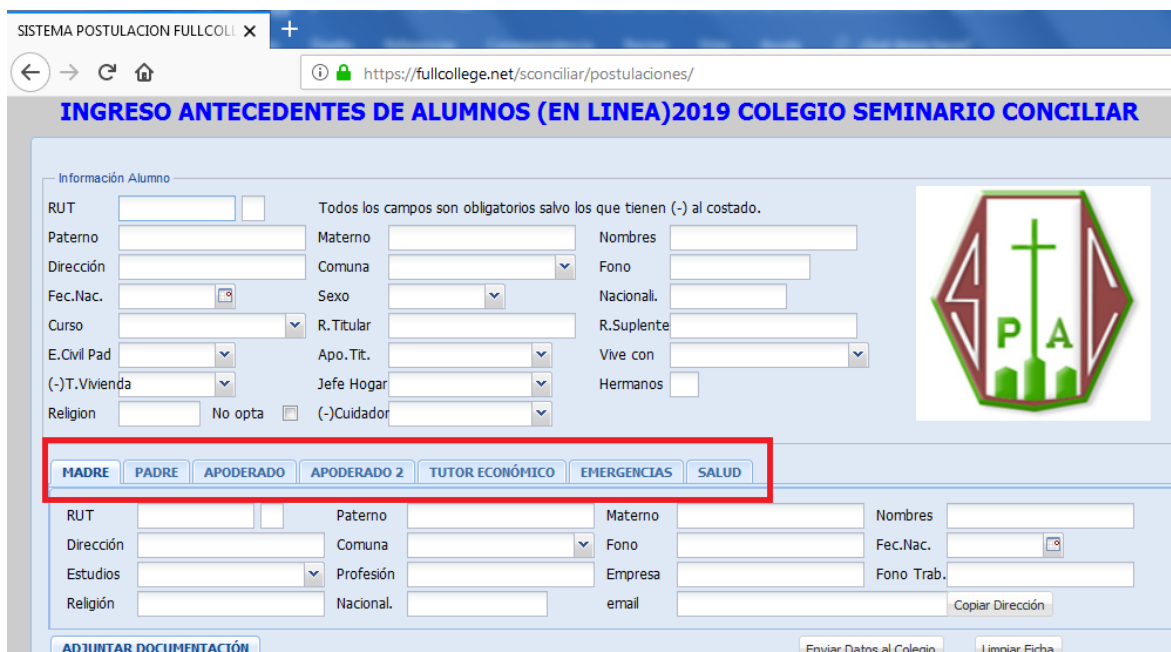 SISTEMA POSTULACION FULLCOLL
https://fullcollege.net/sconciliar/postulaciones/
INGRESO ANTECEDENTES DE ALUMNOS (EN LINEA)2019 COLEGIO SEMINARIO CONCILIAR
Información Alumno
RUT Todos los campos son obligatorios salvo los que tienen (-) al costado.
Paterno Materno Nombres
Dirección Comuna Fono
Fec.Nac. Sexo Nacionali.
Curso R.Titular R.Suplente
E.Civil Pad Apo.Tit. Vive con
(-)T.Vivienda Jefe Hogar Hermanos
Religion No opta (-)Cuidador
S P A C
MADRE PADRE APODERADO APODERADO 2 TUTOR ECONÓMICO EMERGENCIAS SALUD
RUT Paterno Materno Nombres
Dirección Comuna Fono Fec.Nac.
Estudios Profesión Empresa Fono Trab.
Religión Nacional. email Copiar Dirección
ADJUNTAR DOCUMENTACIÓN Enviar Datos al Colegio Limpiar Ficha